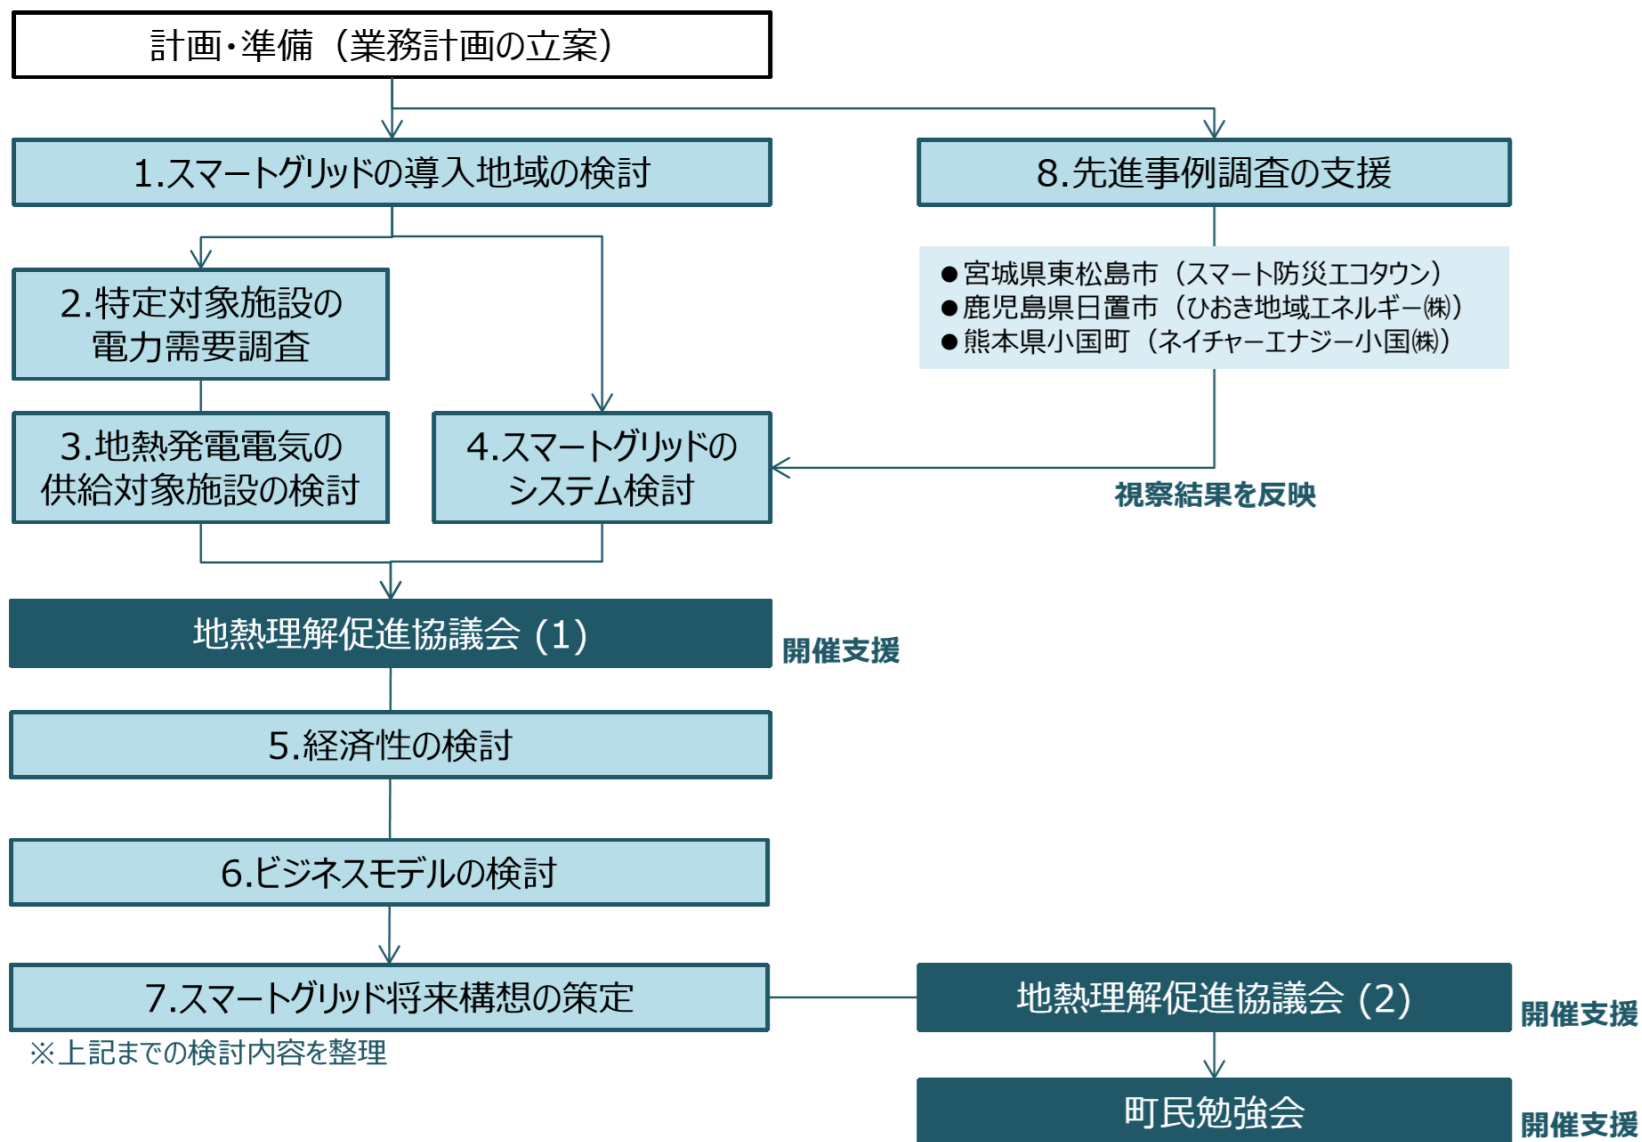 計画・準備（業務計画の立案）
1.スマートグリッドの導入地域の検討
8.先進事例調査の支援
2.特定対象施設の
電力需要調査
●宮城県東松島市（スマート防災エコタウン）
●鹿児島県日置市（ひおき地域エネルギー㈱）
●熊本県小国町（ネイチャーエナジー小国㈱）
3.地熱発電電気の
供給対象施設の検討
4.スマートグリッドの
システム検討
視察結果を反映
地熱理解促進協議会 (1)
開催支援
5.経済性の検討
6.ビジネスモデルの検討
7.スマートグリッド将来構想の策定
※上記までの検討内容を整理
地熱理解促進協議会 (2)
開催支援
町民勉強会
開催支援